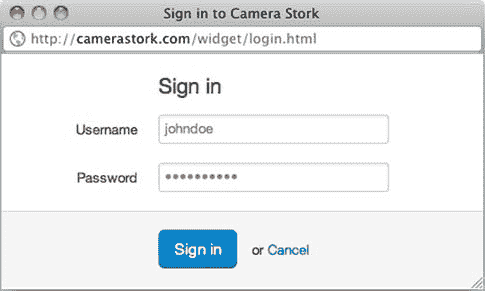 Sign in to Camera Stork
http://camerastork.com/widget/login.html
Sign in
Username johndoe
Password ••••••••••
Sign in or Cancel